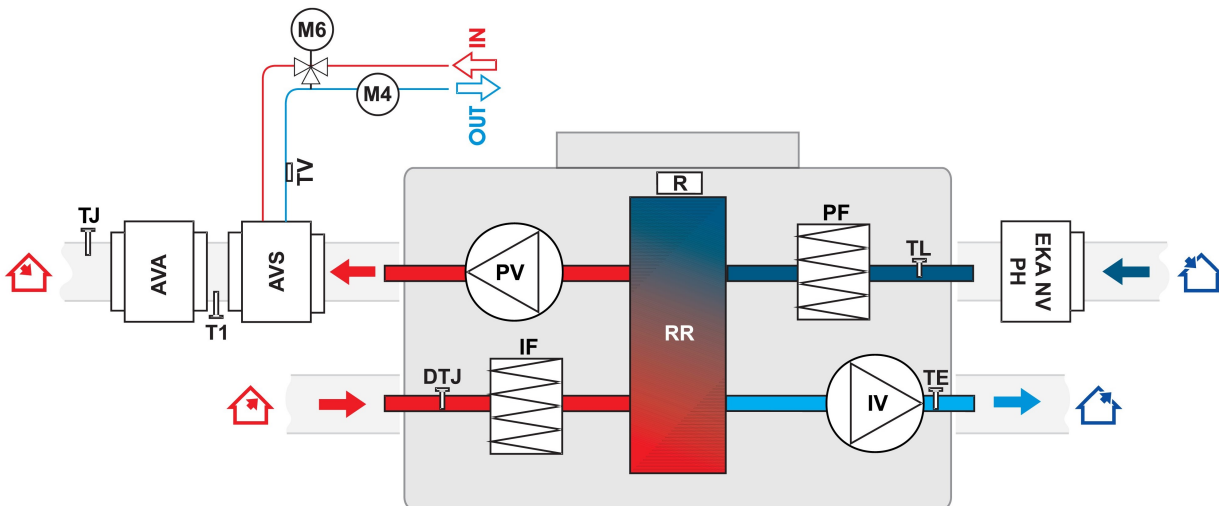 M6
IN
M4
OUT
TV
R
TJ
PF
TL
AVA
AVS
PV
EKA NV
PH
T1
RR
IF
DTJ
TE
IV